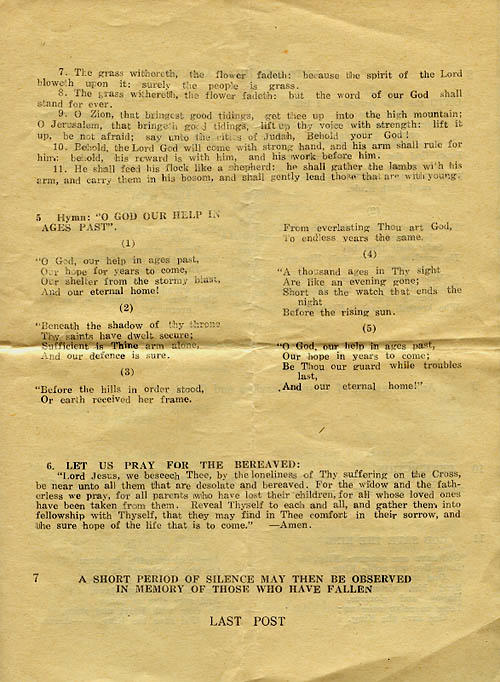 7. The grass withereth, the flower fadeth: because the spirit of the Lord
bloweth upon it: surely the people is grass.
8. The grass withereth, the flower fadeth: but the word of our God shall
stand for ever.
9. O Zion, that bringest good tidings, get thee up into the high mountain;
O Jerusalem, that bringeth good tidings, lift up thy voice with strength: lift it
up, be not afraid; say unto the cities of Judah, Behold your God!
10. Behold, the Lord God will come with strong hand, and his arm shall rule for
him: behold, his reward is with him, and his work before him.
11. He shall feed his flock like a shepherd: he shall gather the lambs with his
arm, and carry them in his bosom, and shall gently lead those that are with young.
5 Hymn: "O GOD OUR HELP IN
AGES PAST".
(1)
"O God, our help in ages past,
Our hope for years to come,
Our shelter from the stormy blast,
And our eternal home!
(2)
"Beneath the shadow of thy throne
Thy saints have dwelt secure;
Sufficient is Thine arm alone,
And our defence is sure.
(3)
"Before the hills in order stood,
Or earth received her frame.
From everlasting Thou art God,
To endless years the same.
(4)
"A thousand ages in Thy sight
Are like an evening gone;
Short as the watch that ends the
night
Before the rising sun.
(5)
"O God, our help in ages past,
Our hope in years to come;
Be Thou our guard while troubles
last,
And our eternal home!"
6. LET US PRAY FOR THE BEREAVED:
"Lord Jesus, we beseech Thee, by the loneliness of Thy suffering on the Cross,
be near unto all them that are desolate and bereaved. For the widow and the fath-
erless we pray, for all parents who have lost their children, for all whose loved ones
have been taken from them. Reveal Thyself to each and all, and gather them into
fellowship with Thyself, that they may find in Thee comfort in their sorrow, and
the sure hope of the life that is to come." —Amen.
7 A SHORT PERIOD OF SILENCE MAY THEN BE OBSERVED
IN MEMORY OF THOSE WHO HAVE FALLEN
LAST POST